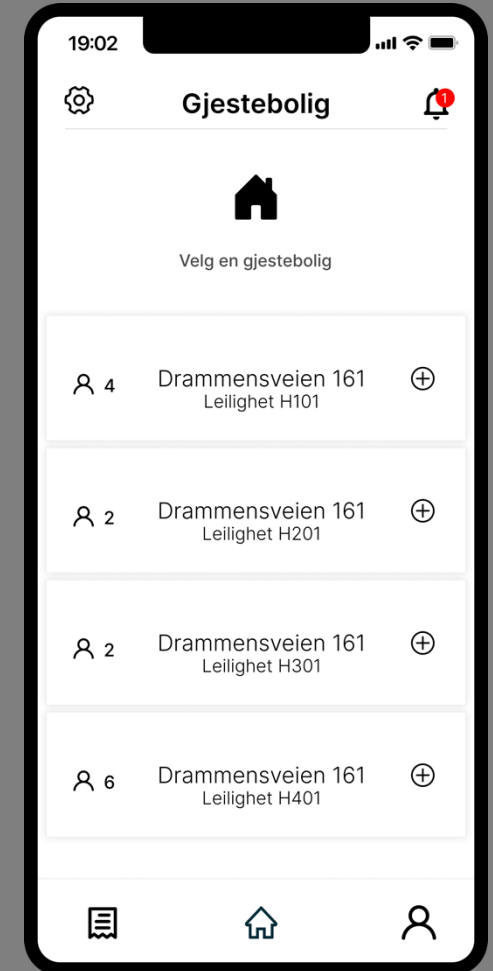 19:02
Gjestebolig
1
Velg en gjestebolig
4
Drammensveien 161
Leilighet H101
2
Drammensveien 161
Leilighet H201
2
Drammensveien 161
Leilighet H301
6
Drammensveien 161
Leilighet H401